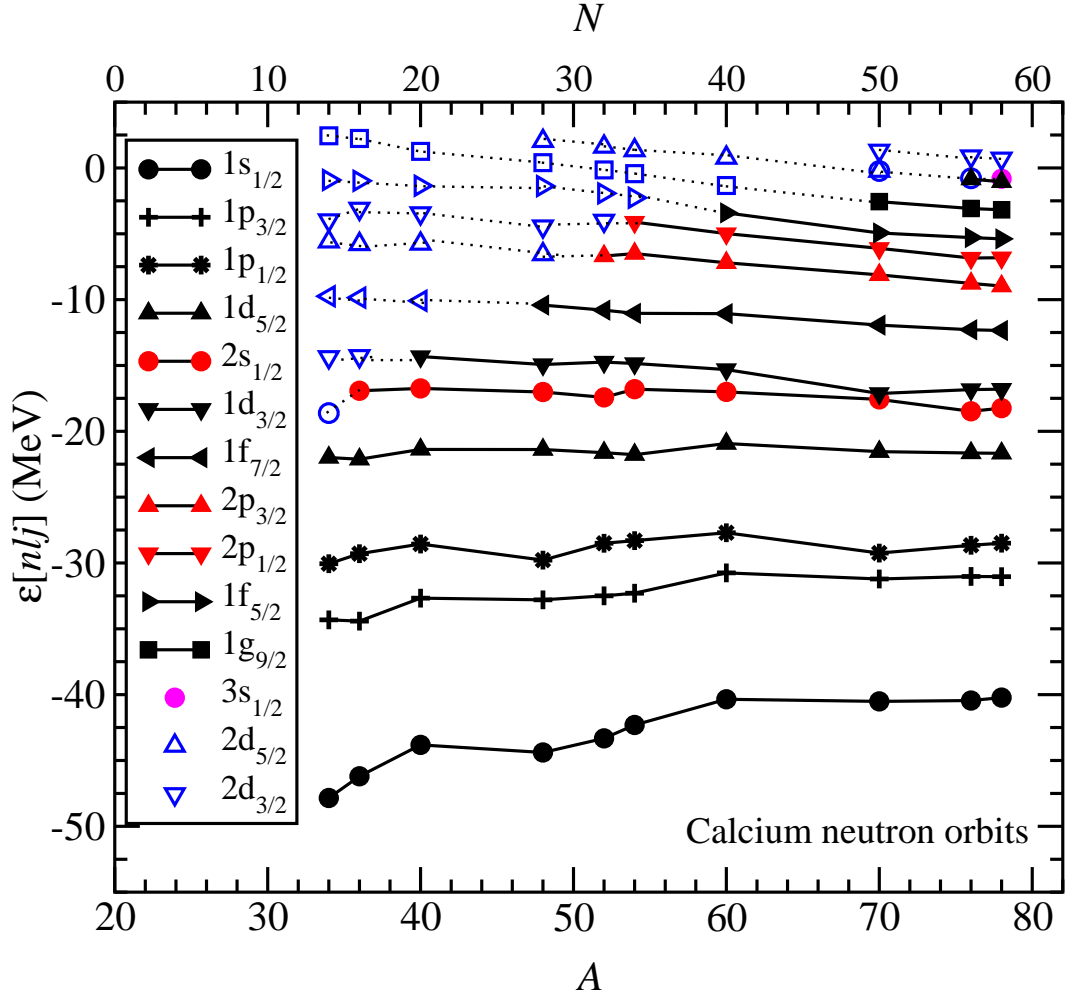 N
0 10 20 30 40 50 60
0
-10
-20
-30
-40
-50
ε[nlj] (MeV)
1s1/2
1p3/2
1p1/2
1d5/2
2s1/2
1d3/2
1f7/2
2p3/2
2p1/2
1f5/2
1g9/2
3s1/2
2d5/2
2d3/2
Calcium neutron orbits
20 30 40 50 60 70 80
A